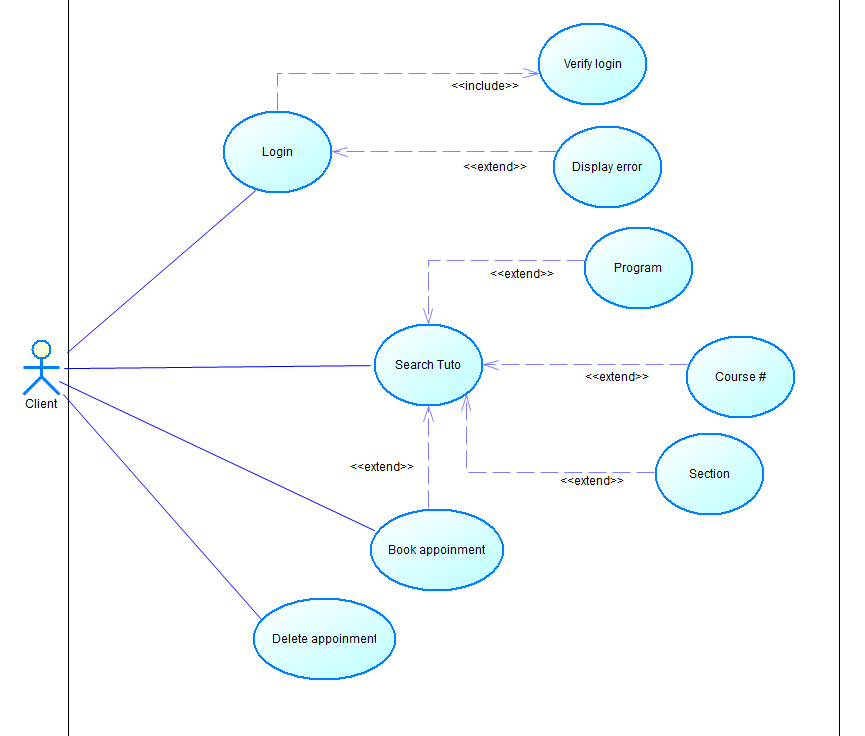 Verify login
<<include>>
Login
<<extend>>
Display error
<<extend>>
Program
Search Tuto
<<extend>>
Course #
Client
<<extend>>
<<extend>>
Section
Book appoinment
Delete appoinment